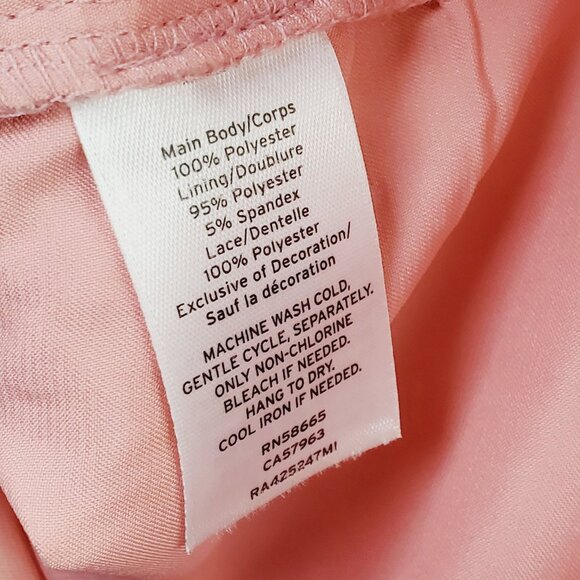 Main Body/Corps
100% Polyester
Lining/Doublure
95% Polyester
5% Spandex
Lace/Dentelle
100% Polyester
Exclusive of Decoration/
Sauf la décoration
MACHINE WASH COLD,
GENTLE CYCLE, SEPARATELY.
ONLY NON-CHLORINE
BLEACH IF NEEDED.
HANG TO DRY.
COOL IRON IF NEEDED.
RN58665
CA57963
RA425247MI